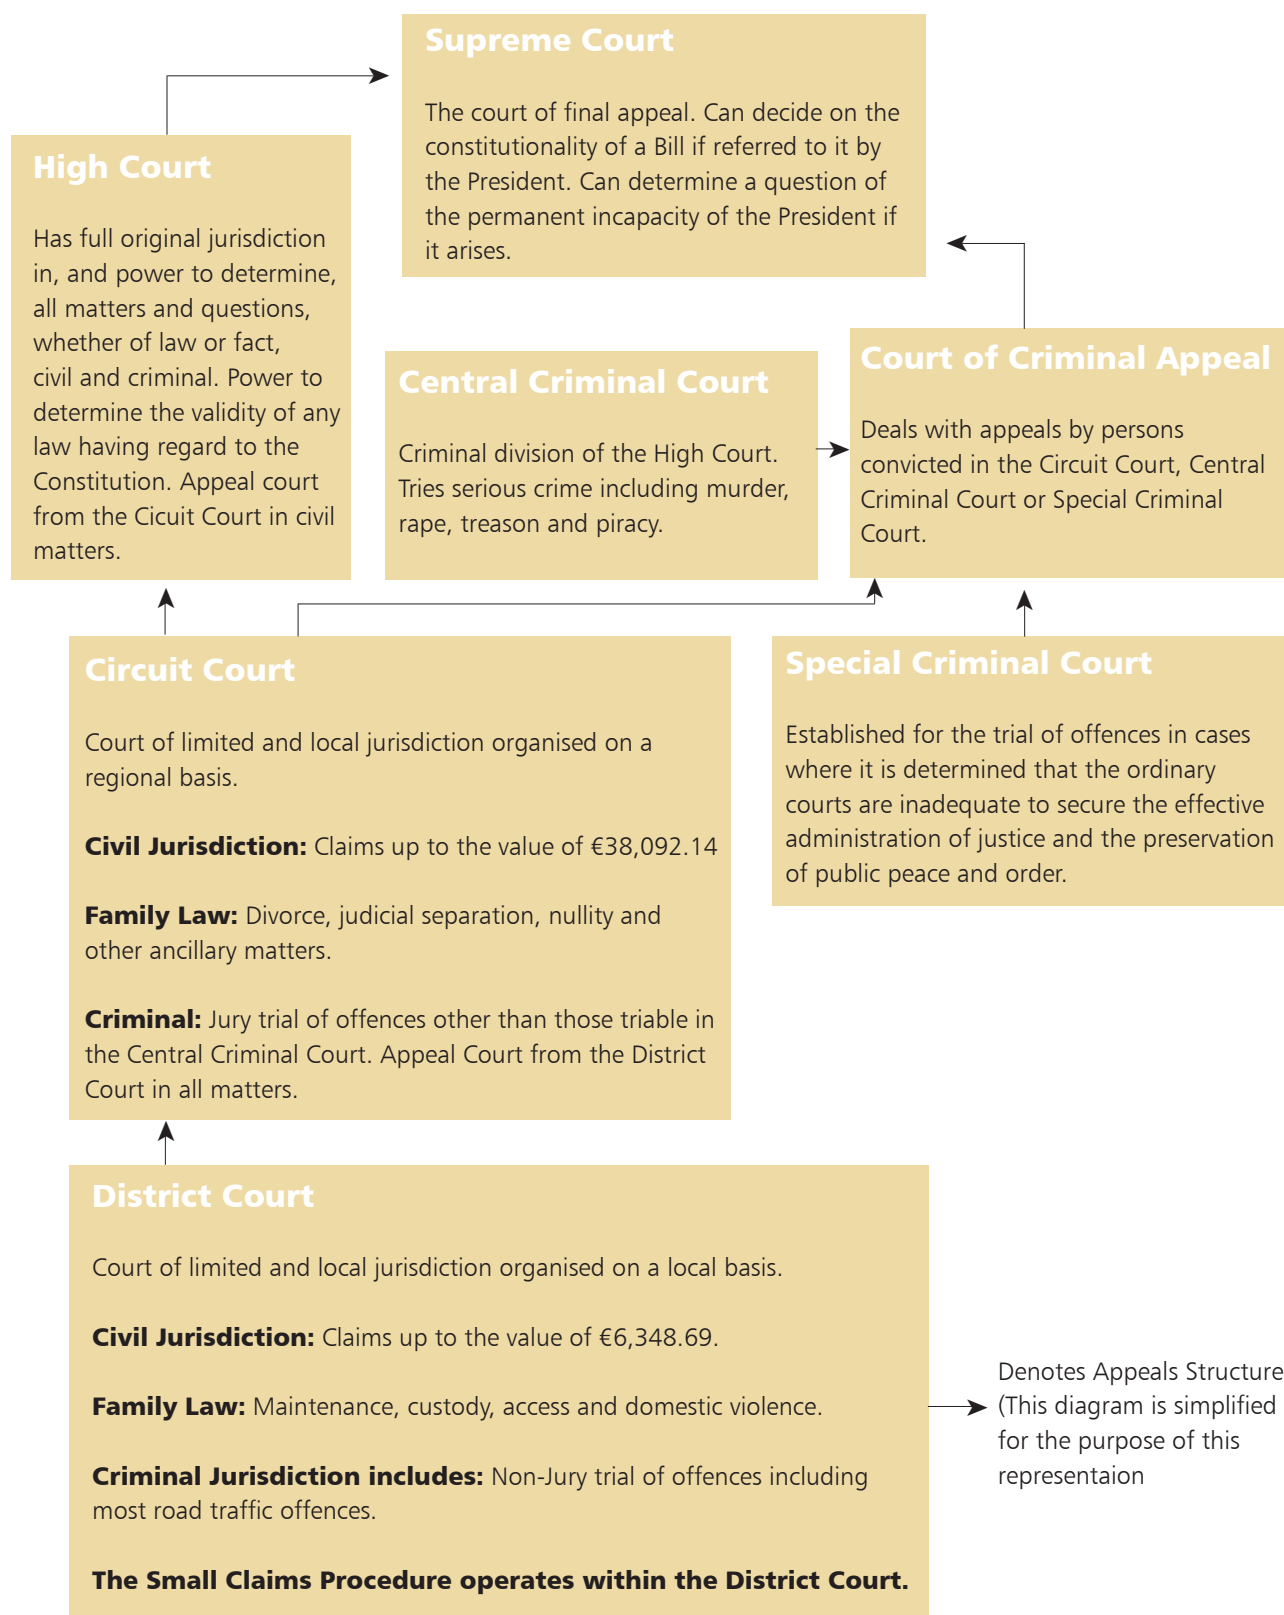 Supreme Court
The court of final appeal. Can decide on the
constitutionality of a Bill if referred to it by
the President. Can determine a question of
the permanent incapacity of the President if
it arises.
High Court
Has full original jurisdiction
in, and power to determine,
all matters and questions,
whether of law or fact,
civil and criminal. Power to
determine the validity of any
law having regard to the
Constitution. Appeal court
from the Cicuit Court in civil
matters.
Central Criminal Court
Criminal division of the High Court.
Tries serious crime including murder,
rape, treason and piracy.
Court of Criminal Appeal
Deals with appeals by persons
convicted in the Circuit Court, Central
Criminal Court or Special Criminal
Court.
Circuit Court
Court of limited and local jurisdiction organised on a
regional basis.
Civil Jurisdiction: Claims up to the value of €38,092.14
Family Law: Divorce, judicial separation, nullity and
other ancillary matters.
Criminal: Jury trial of offences other than those triable in
the Central Criminal Court. Appeal Court from the District
Court in all matters.
Special Criminal Court
Established for the trial of offences in cases
where it is determined that the ordinary
courts are inadequate to secure the effective
administration of justice and the preservation
of public peace and order.
District Court
Court of limited and local jurisdiction organised on a local basis.
Civil Jurisdiction: Claims up to the value of €6,348.69.
Family Law: Maintenance, custody, access and domestic violence.
Criminal Jurisdiction includes: Non-Jury trial of offences including
most road traffic offences.
The Small Claims Procedure operates within the District Court.
Denotes Appeals Structure
(This diagram is simplified
for the purpose of this
representaion